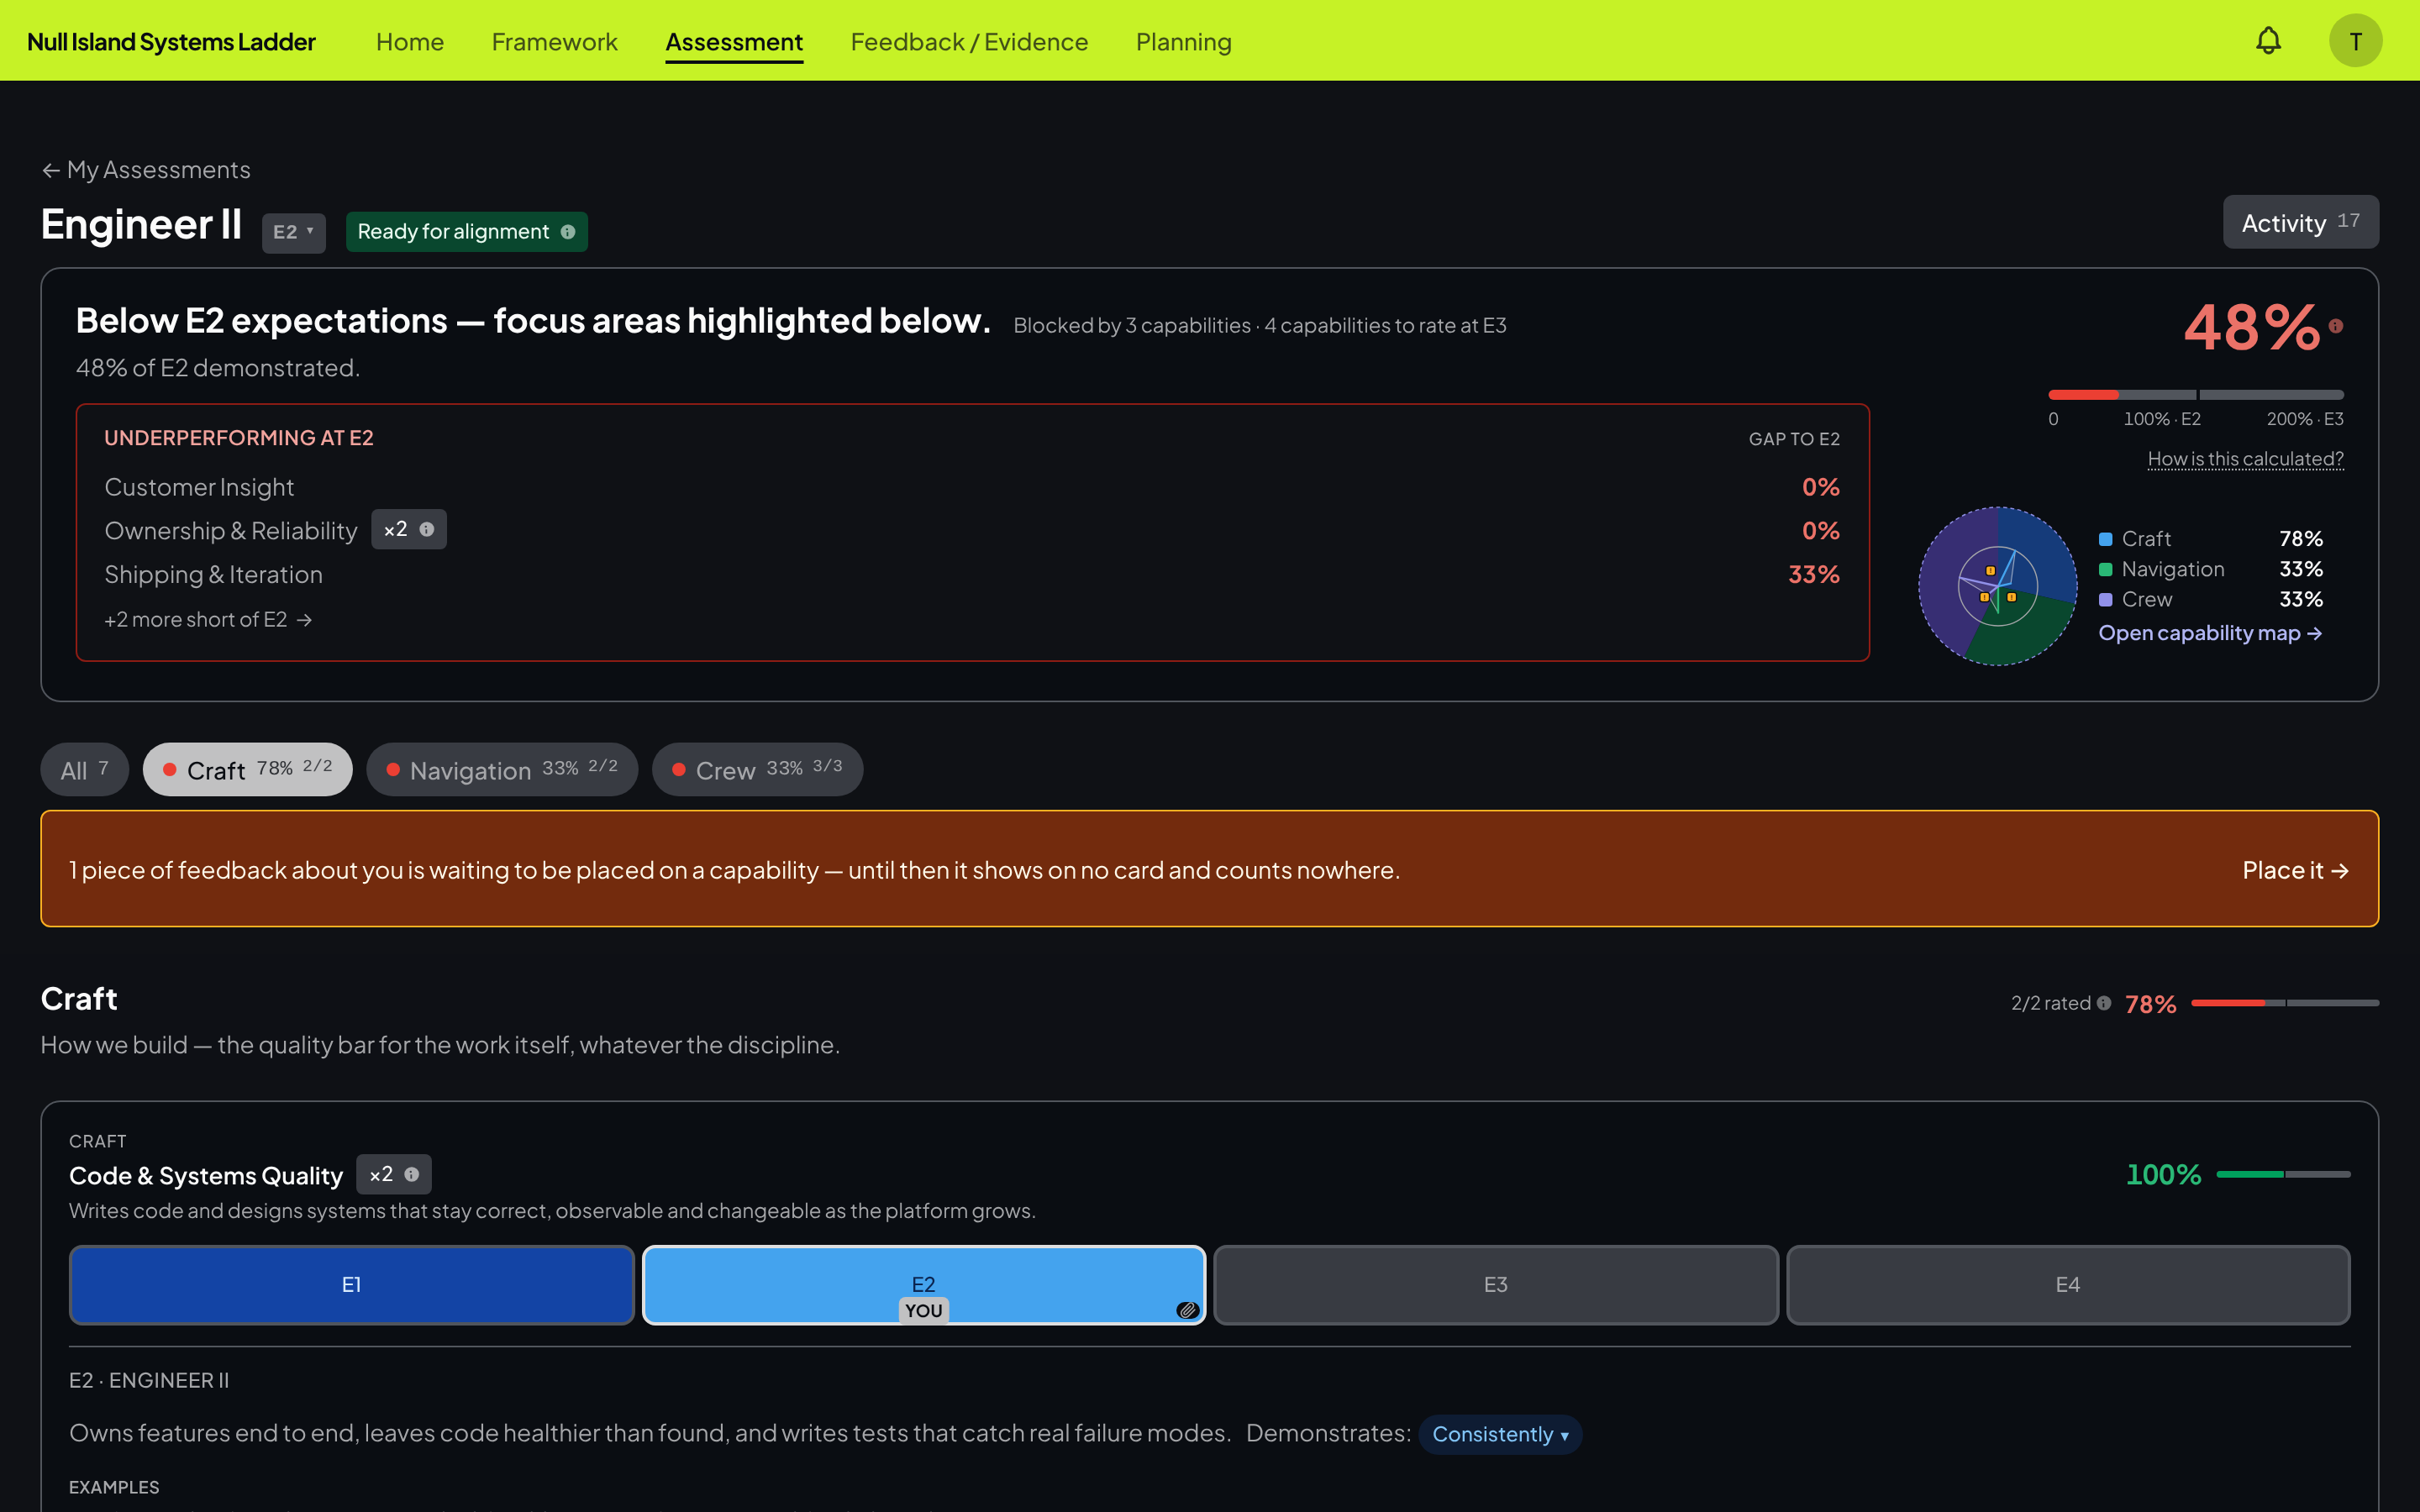 Null Island Systems Ladder Home Framework Assessment Feedback / Evidence Planning T
← My Assessments
Engineer II E2 ▾ Ready for alignment Activity 17
Below E2 expectations — focus areas highlighted below. Blocked by 3 capabilities · 4 capabilities to rate at E3 48%
48% of E2 demonstrated.
0 100% · E2 200% · E3
How is this calculated?
UNDERPERFORMING AT E2 GAP TO E2
Customer Insight 0%
Ownership & Reliability ×2 0%
Shipping & Iteration 33%
+2 more short of E2 →
Craft 78%
Navigation 33%
Crew 33%
Open capability map →
All 7 Craft 78% 2/2 Navigation 33% 2/2 Crew 33% 3/3
1 piece of feedback about you is waiting to be placed on a capability — until then it shows on no card and counts nowhere. Place it →
Craft 2/2 rated 78%
How we build — the quality bar for the work itself, whatever the discipline.
CRAFT
Code & Systems Quality ×2 100%
Writes code and designs systems that stay correct, observable and changeable as the platform grows.
E1 E2 E3 E4
YOU
E2 · ENGINEER II
Owns features end to end, leaves code healthier than found, and writes tests that catch real failure modes. Demonstrates: Consistently ▾
EXAMPLES